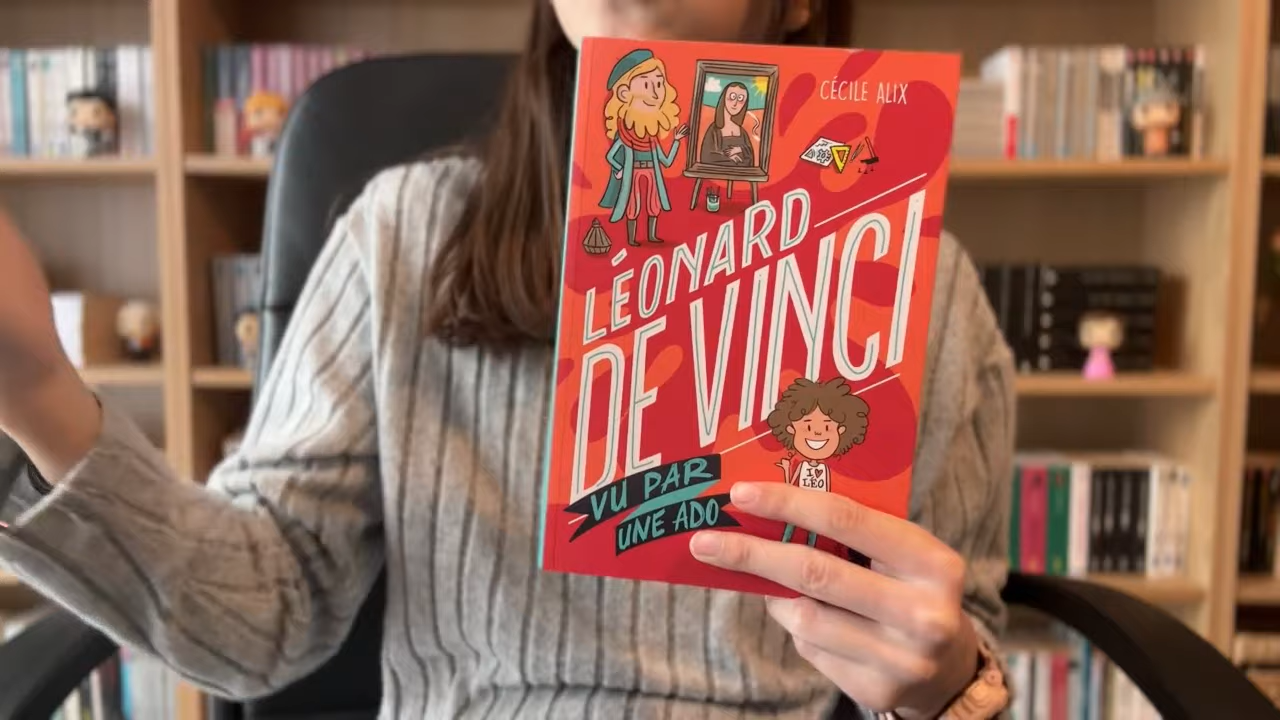 CÉCILE ALIX
LÉONARD
DE VINCI
VU PAR
UNE ADO
I ♥
LÉO